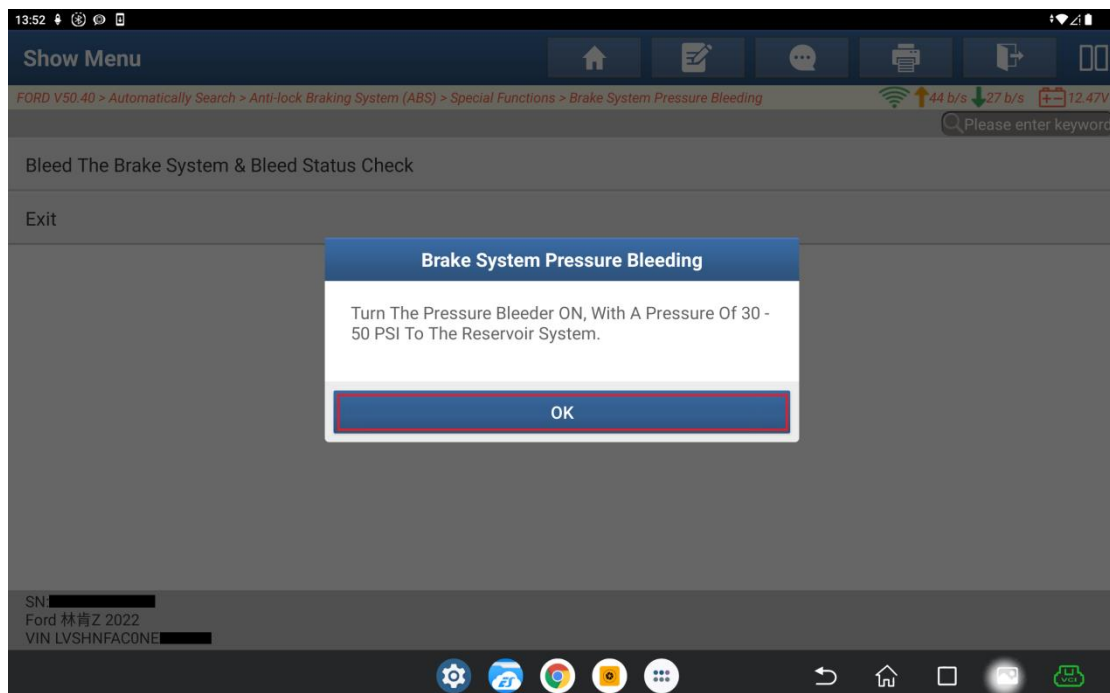 13:52
Show Menu
FORD V50.40 > Automatically Search > Anti-lock Braking System (ABS) > Special Functions > Brake System Pressure Bleeding
44 b/s 27 b/s 12.47V
Please enter keyword
Bleed The Brake System & Bleed Status Check
Exit
Brake System Pressure Bleeding
Turn The Pressure Bleeder ON, With A Pressure Of 30 -
50 PSI To The Reservoir System.
OK
SN:
Ford 林肯Z 2022
VIN LVSHNFAC0NE
ES
VCI